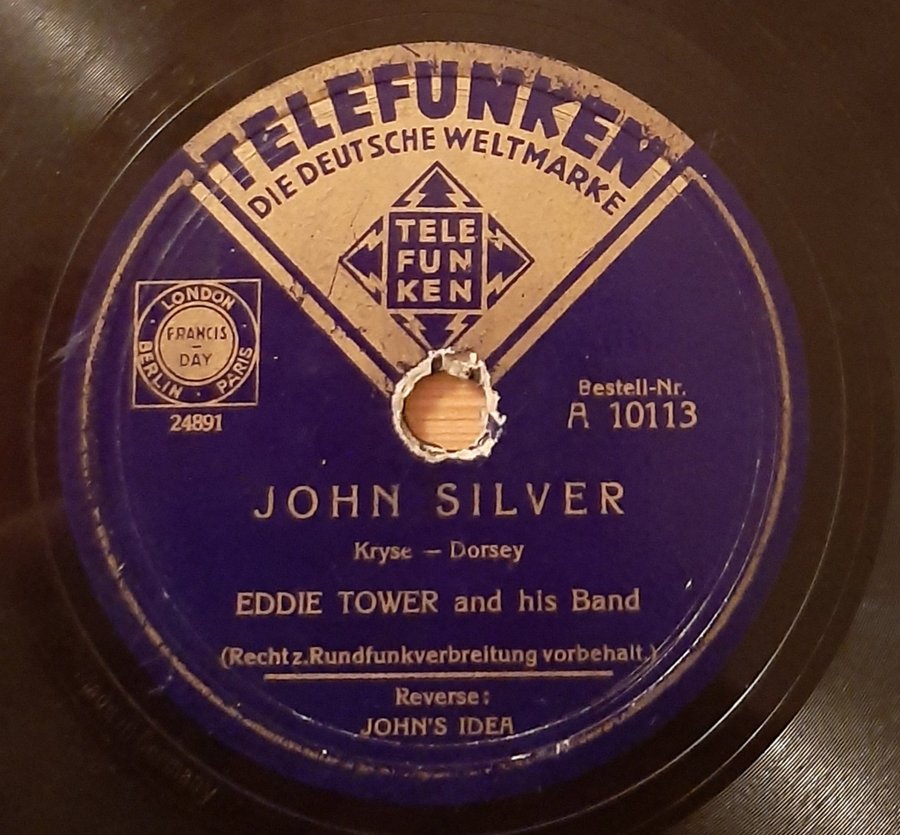 TELEFUNKEN
DIE DEUTSCHE WELTMARKE
TELE
FUN
KEN
LONDON
FRANCIS
–
DAY
BERLIN · PARIS
24891
Bestell-Nr.
A 10113
JOHN SILVER
Kryse – Dorsey
EDDIE TOWER and his Band
(Recht z. Rundfunkverbreitung vorbehalt.)
Reverse:
JOHN'S IDEA